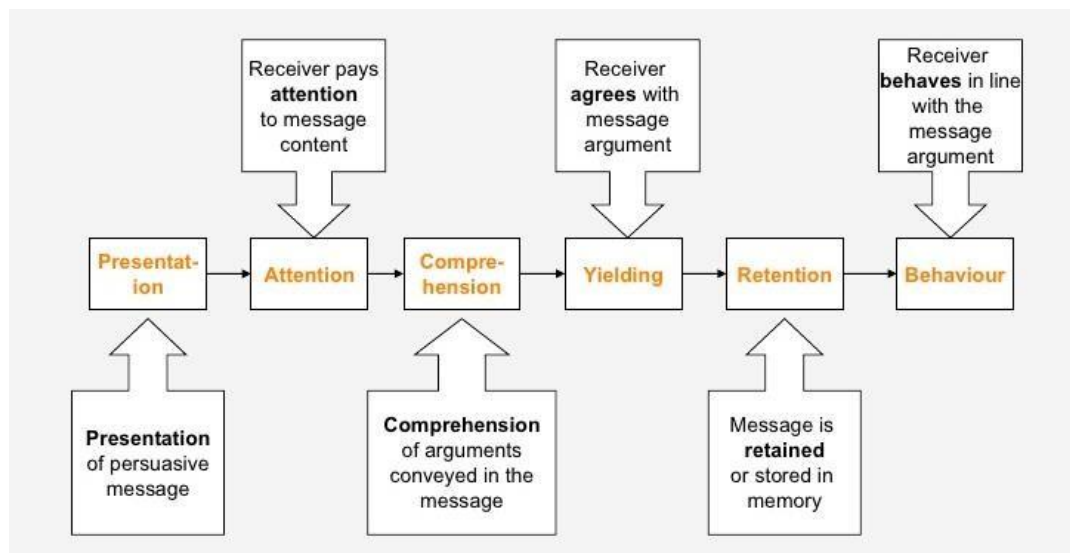 Receiver pays
attention
to message
content
Receiver
agrees with
message
argument
Receiver
behaves in line
with the
message
argument
Presentat-
ion
Attention
Compre-
hension
Yielding
Retention
Behaviour
Presentation
of persuasive
message
Comprehension
of arguments
conveyed in the
message
Message is
retained
or stored in
memory